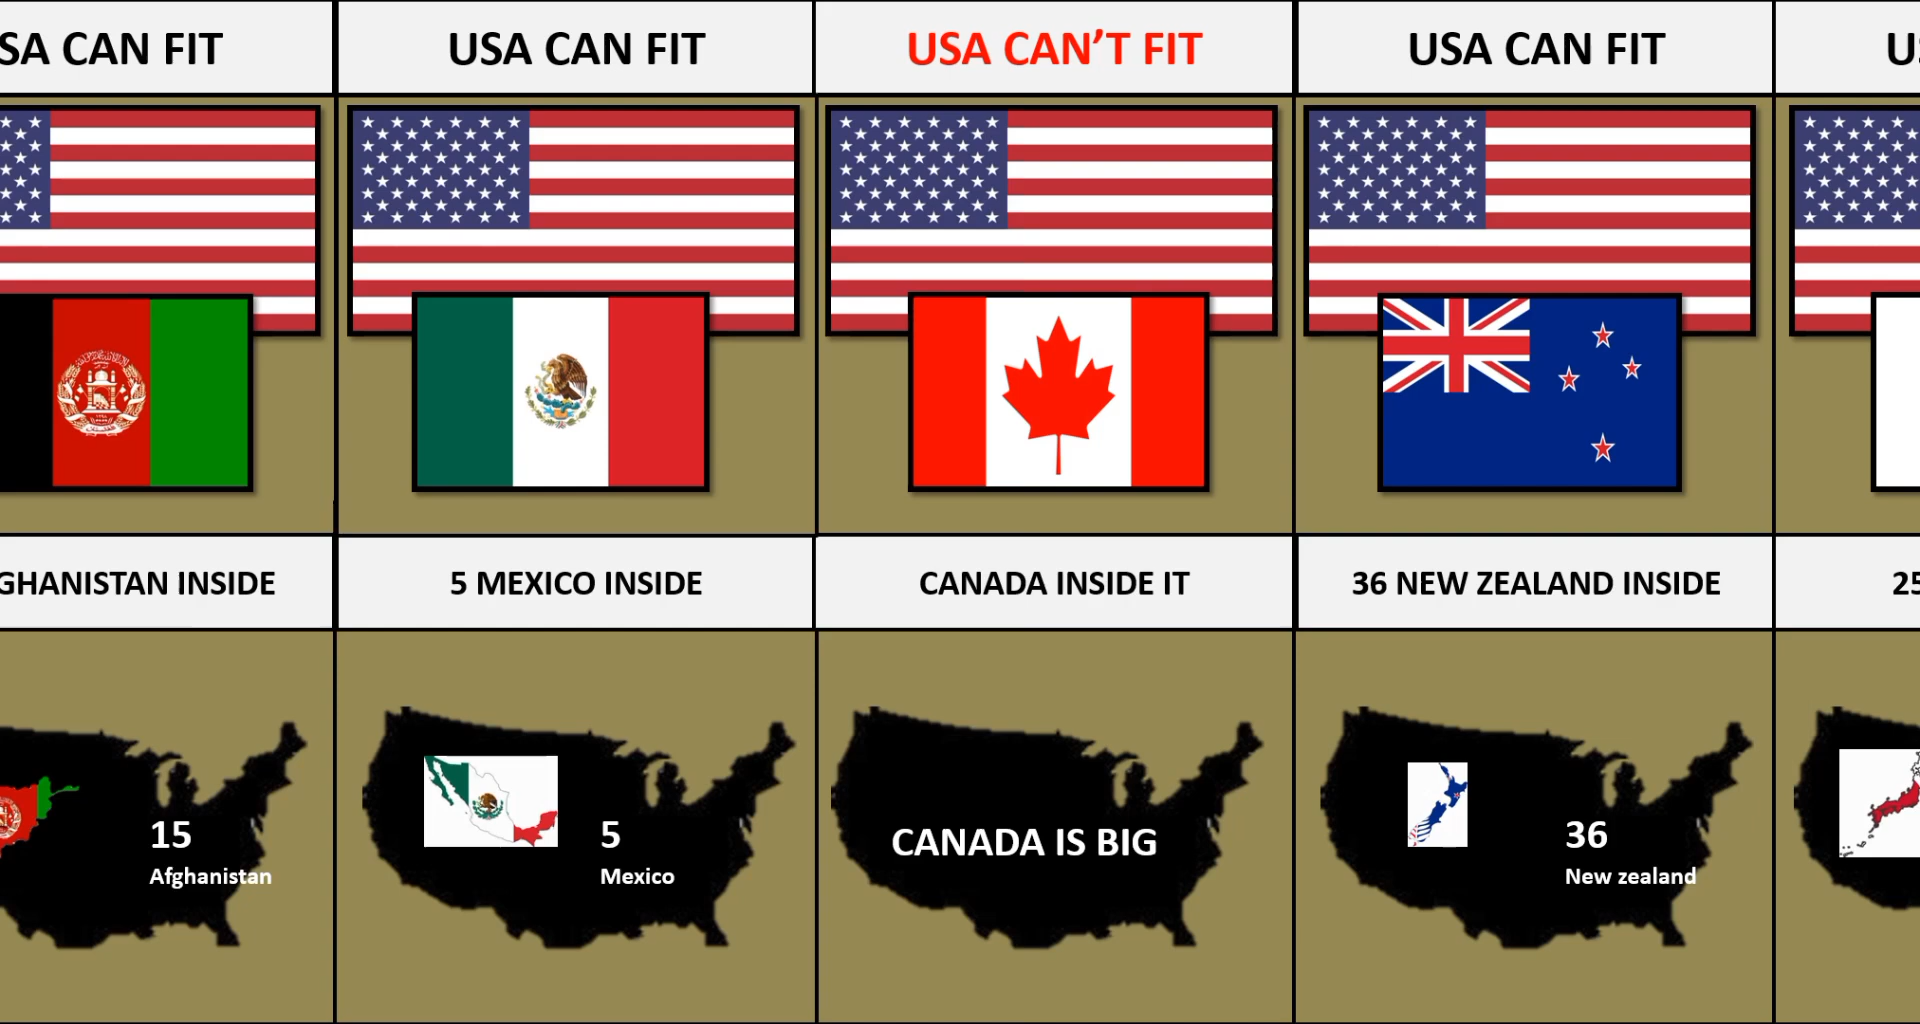 SA CAN FIT
USA CAN FIT
USA CAN'T FIT
USA CAN FIT
U
GHANISTAN INSIDE
5 MEXICO INSIDE
CANADA INSIDE IT
36 NEW ZEALAND INSIDE
25
15
Afghanistan
5
Mexico
CANADA IS BIG
36
New zealand